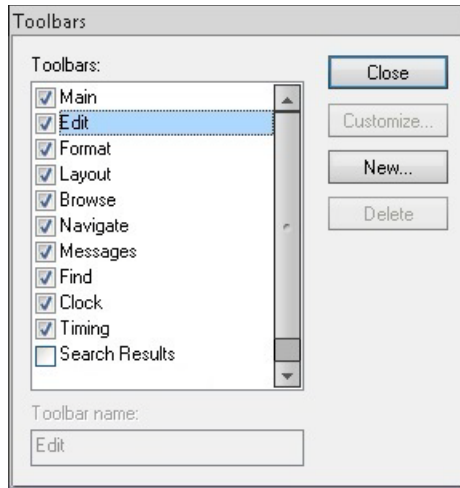 Toolbars
Toolbars:
Main
Edit
Format
Layout
Browse
Navigate
Messages
Find
Clock
Timing
Search Results
Close
Customize...
New...
Delete
Toolbar name:
Edit